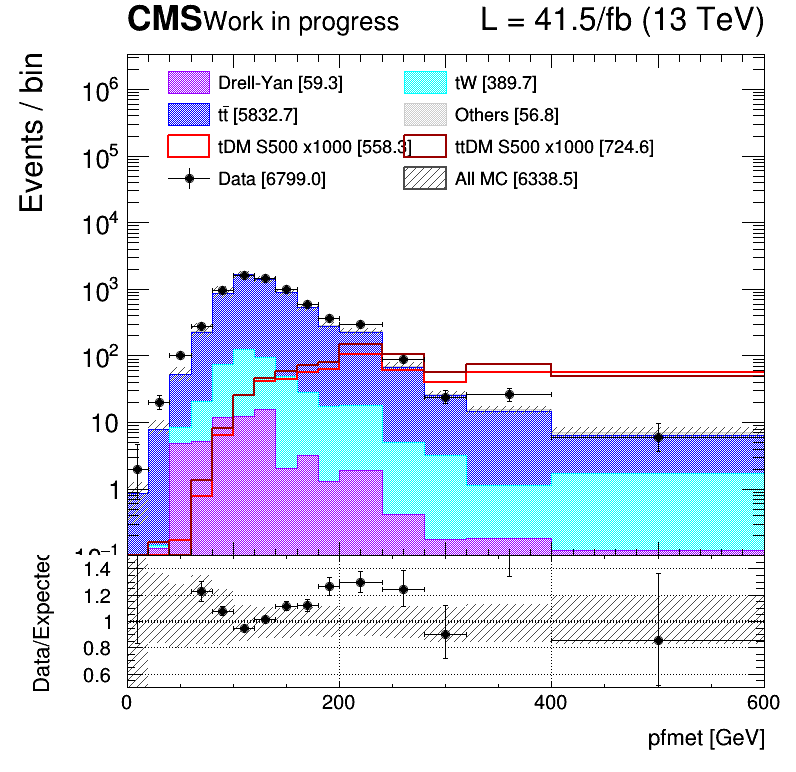 CMS Work in progress L = 41.5/fb (13 TeV)
Events / bin
Drell-Yan [59.3] tW [389.7]
tt̄ [5832.7] Others [56.8]
tDM S500 x1000 [558.3] ttDM S500 x1000 [724.6]
Data [6799.0] All MC [6338.5]
10⁶
10⁵
10⁴
10³
10²
10
1
10⁻¹
Data/Expected
1.4
1.2
1
0.8
0.6
0 200 400 600
pfmet [GeV]